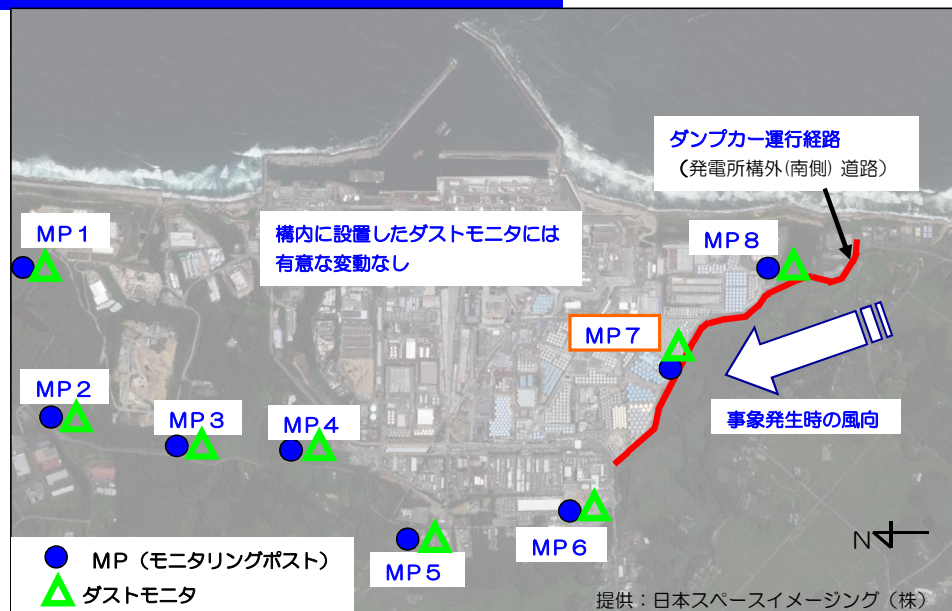 ダンプカー運行経路
（発電所構外(南側) 道路）
MP1
構内に設置したダストモニタには
有意な変動なし
MP8
MP7
MP2
MP3
MP4
事象発生時の風向
MP6
MP5
N
MP（モニタリングポスト）
ダストモニタ
提供：日本スペースイメージング（株）